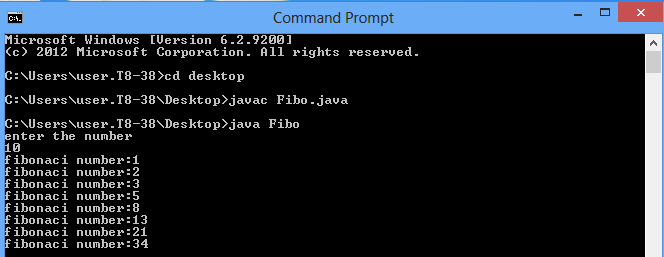 Command Prompt
Microsoft Windows [Version 6.2.9200]
(c) 2012 Microsoft Corporation. All rights reserved.
C:\Users\user.T8-38>cd desktop
C:\Users\user.T8-38\Desktop>javac Fibo.java
C:\Users\user.T8-38\Desktop>java Fibo
enter the number
10
fibonaci number:1
fibonaci number:2
fibonaci number:3
fibonaci number:5
fibonaci number:8
fibonaci number:13
fibonaci number:21
fibonaci number:34